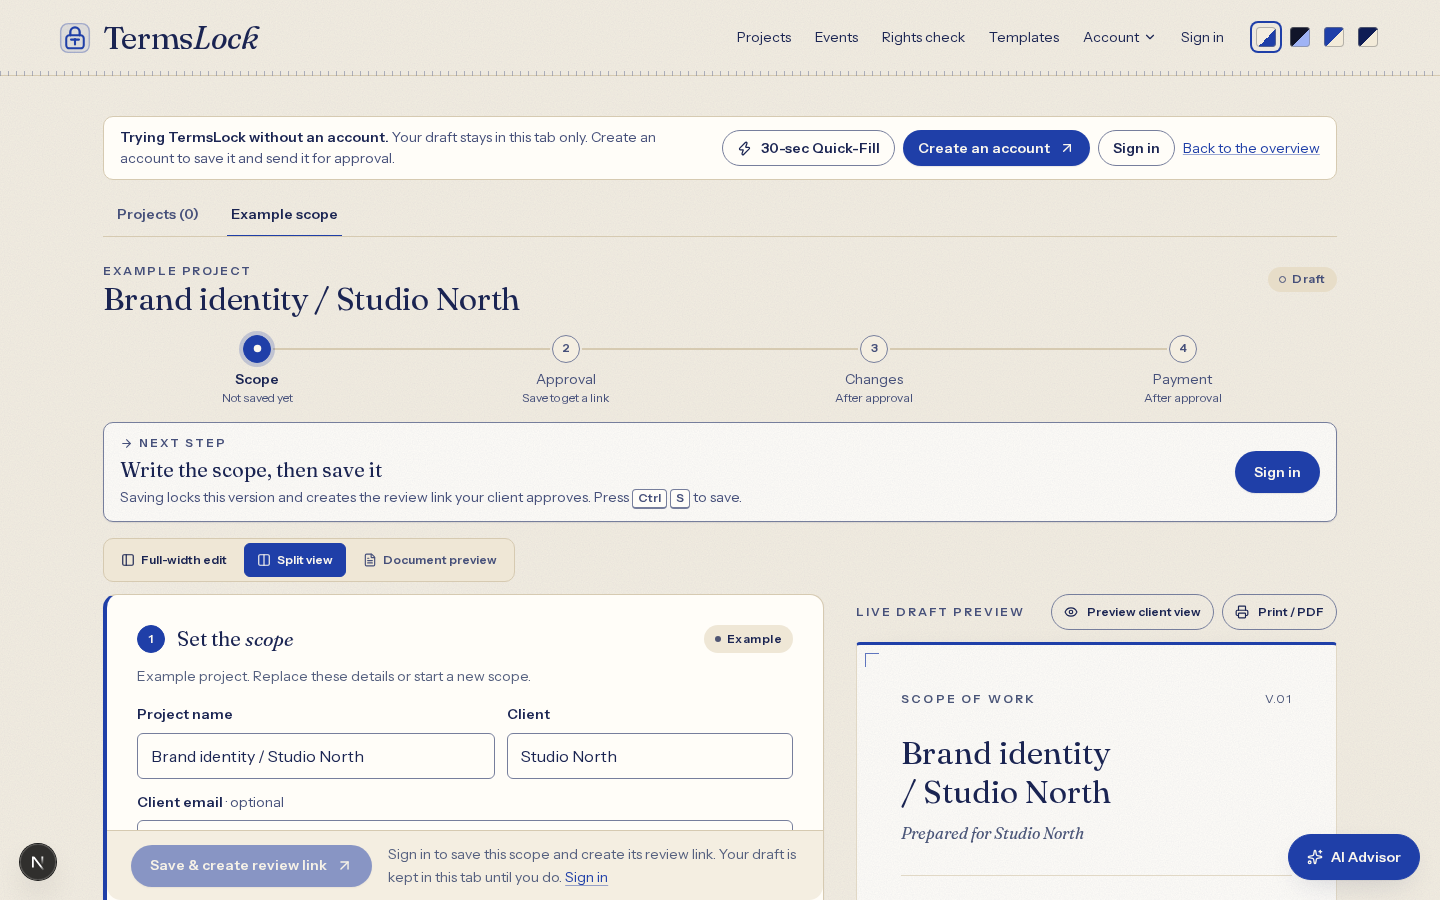 TermsLock
Projects
Events
Rights check
Templates
Account
Sign in
Trying TermsLock without an account. Your draft stays in this tab only. Create an
account to save it and send it for approval.
30-sec Quick-Fill
Create an account
Sign in
Back to the overview
Projects (0)
Example scope
EXAMPLE PROJECT
Brand identity / Studio North
Draft
2
3
4
Scope
Approval
Changes
Payment
Not saved yet
Save to get a link
After approval
After approval
NEXT STEP
Write the scope, then save it
Saving locks this version and creates the review link your client approves. Press Ctrl S to save.
Sign in
Full-width edit
Split view
Document preview
1
Set the scope
Example
Example project. Replace these details or start a new scope.
Project name
Client
Brand identity / Studio North
Studio North
Client email · optional
Save & create review link
Sign in to save this scope and create its review link. Your draft is
kept in this tab until you do. Sign in
LIVE DRAFT PREVIEW
Preview client view
Print / PDF
SCOPE OF WORK
V.01
Brand identity
/ Studio North
Prepared for Studio North
AI Advisor
N